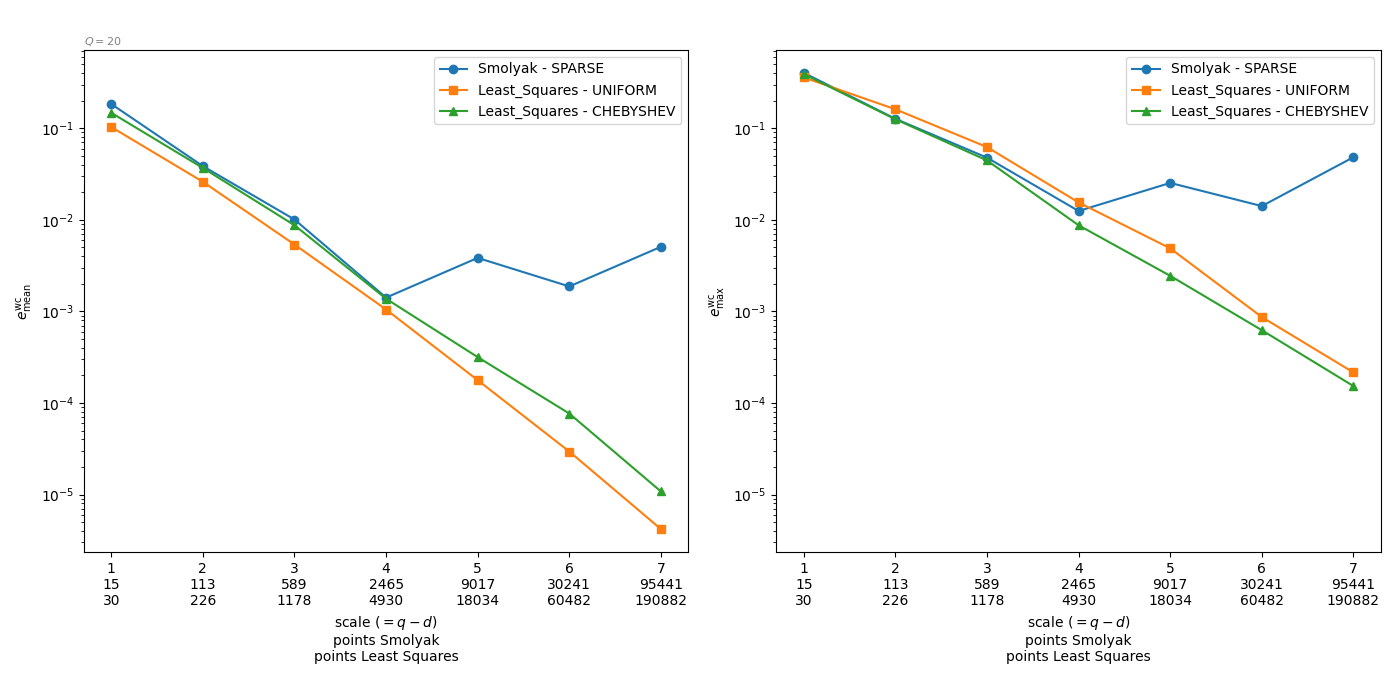 Q = 20
Smolyak - SPARSE
Least_Squares - UNIFORM
Least_Squares - CHEBYSHEV
10⁻¹
10⁻²
10⁻³
10⁻⁴
10⁻⁵
e^wc_mean
1 2 3 4 5 6 7
15 113 589 2465 9017 30241 95441
30 226 1178 4930 18034 60482 190882
scale (= q − d)
points Smolyak
points Least Squares
Smolyak - SPARSE
Least_Squares - UNIFORM
Least_Squares - CHEBYSHEV
10⁻¹
10⁻²
10⁻³
10⁻⁴
10⁻⁵
e^wc_max
1 2 3 4 5 6 7
15 113 589 2465 9017 30241 95441
30 226 1178 4930 18034 60482 190882
scale (= q − d)
points Smolyak
points Least Squares